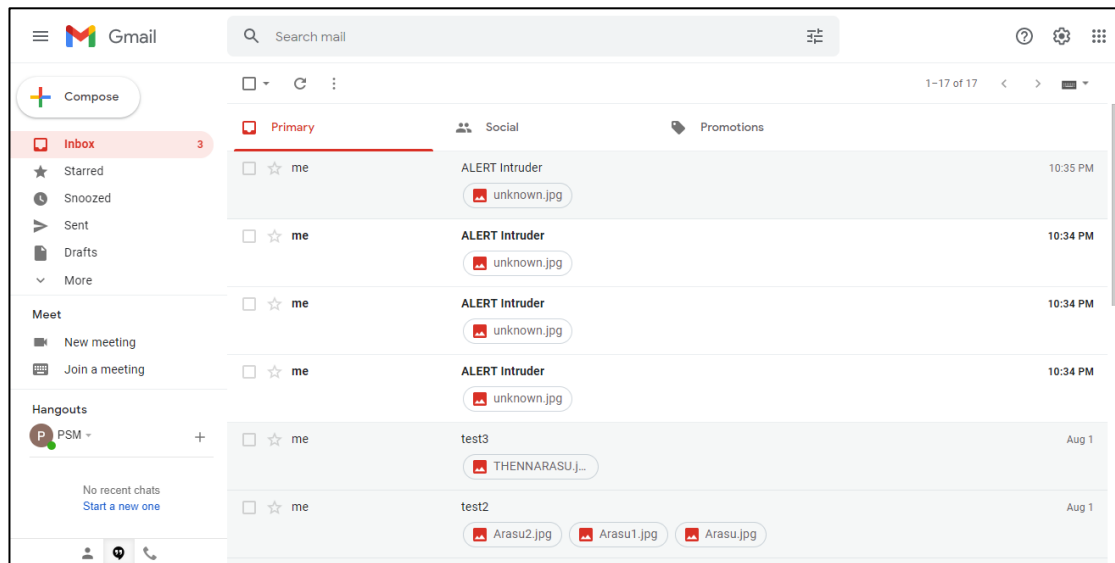 Gmail
Search mail
Compose
1–17 of 17
Inbox 3
Primary Social Promotions
Starred
me ALERT Intruder 10:35 PM
unknown.jpg
Snoozed
Sent
me ALERT Intruder 10:34 PM
unknown.jpg
Drafts
More
me ALERT Intruder 10:34 PM
unknown.jpg
Meet
New meeting
Join a meeting
me ALERT Intruder 10:34 PM
unknown.jpg
Hangouts
P PSM
me test3 Aug 1
THENNARASU.j...
No recent chats
Start a new one
me test2 Aug 1
Arasu2.jpg Arasu1.jpg Arasu.jpg